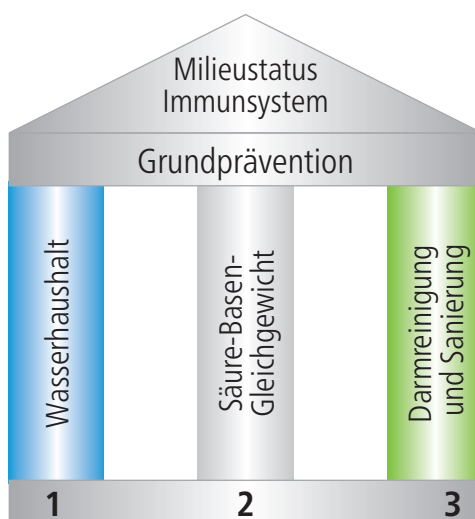 Milieustatus
Immunsystem
Grundprävention
Wasserhaushalt
Säure-Basen-
Gleichgewicht
Darmreinigung
und Sanierung
1
2
3